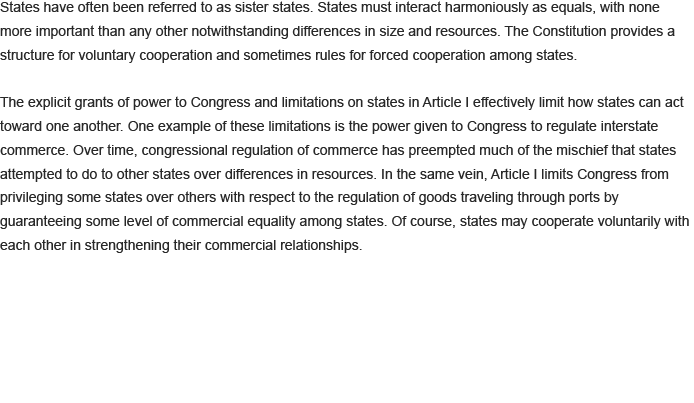 States have often been referred to as sister states. States must interact harmoniously as equals, with none
more important than any other notwithstanding differences in size and resources. The Constitution provides a
structure for voluntary cooperation and sometimes rules for forced cooperation among states.

The explicit grants of power to Congress and limitations on states in Article I effectively limit how states can act
toward one another. One example of these limitations is the power given to Congress to regulate interstate
commerce. Over time, congressional regulation of commerce has preempted much of the mischief that states
attempted to do to other states over differences in resources. In the same vein, Article I limits Congress from
privileging some states over others with respect to the regulation of goods traveling through ports by
guaranteeing some level of commercial equality among states. Of course, states may cooperate voluntarily with
each other in strengthening their commercial relationships.